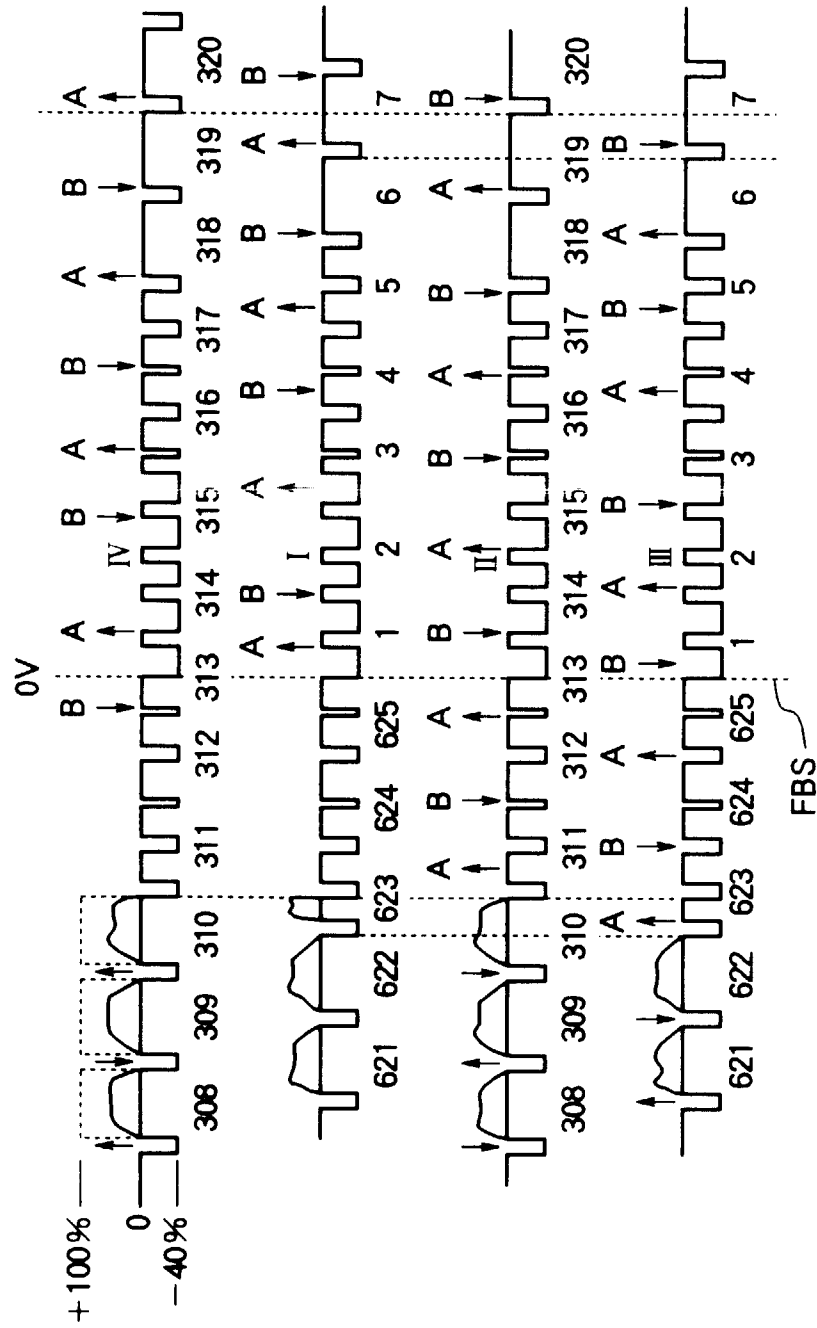 0V
B A B A B A B A
+100%
0
-40%
IV
308 309 310 311 312 313 314 315 316 317 318 319 320
A B A B A B A B
I
621 622 623 624 625 1 2 3 4 5 6 7
A B A B A B A B A B
II
308 309 310 311 312 313 314 315 316 317 318 319 320
A B A B A B A B A B
III
621 622 623 624 625 1 2 3 4 5 6 7
FBS